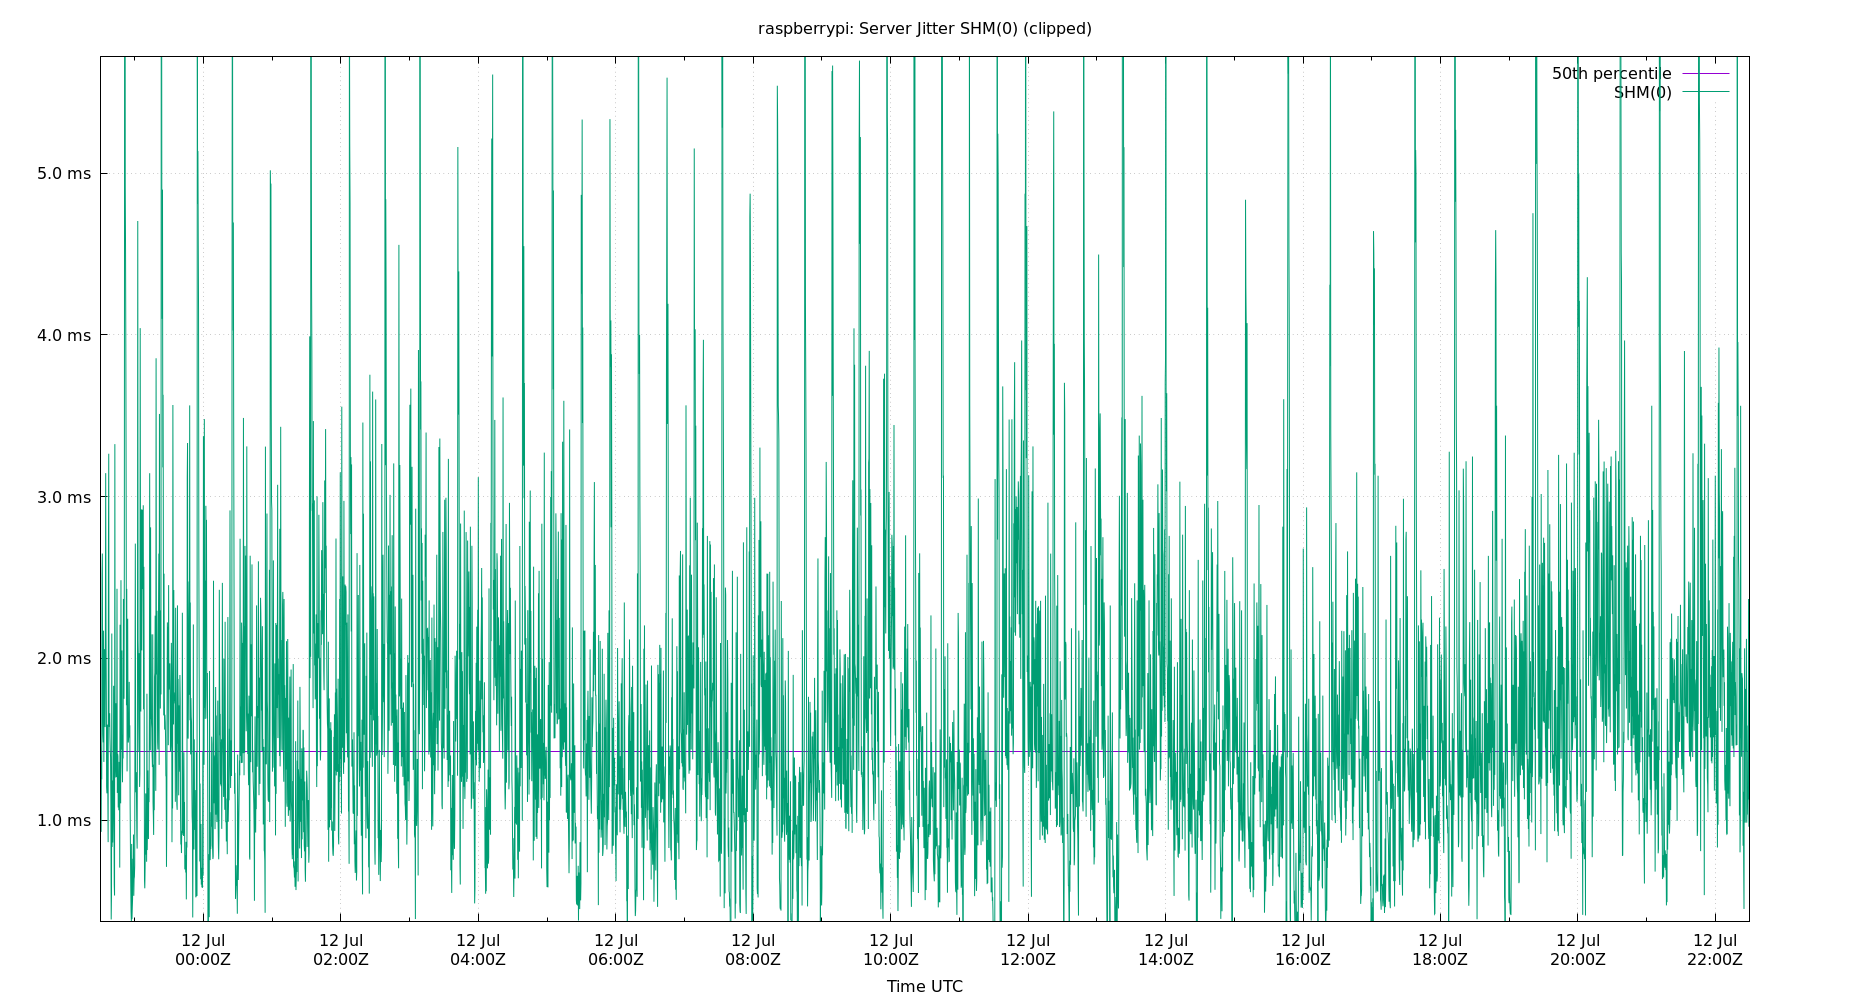 raspberrypi: Server Jitter SHM(0) (clipped)
50th percentile
SHM(0)
5.0 ms
4.0 ms
3.0 ms
2.0 ms
1.0 ms
12 Jul 12 Jul 12 Jul 12 Jul 12 Jul 12 Jul 12 Jul 12 Jul 12 Jul 12 Jul 12 Jul 12 Jul
00:00Z 02:00Z 04:00Z 06:00Z 08:00Z 10:00Z 12:00Z 14:00Z 16:00Z 18:00Z 20:00Z 22:00Z
Time UTC